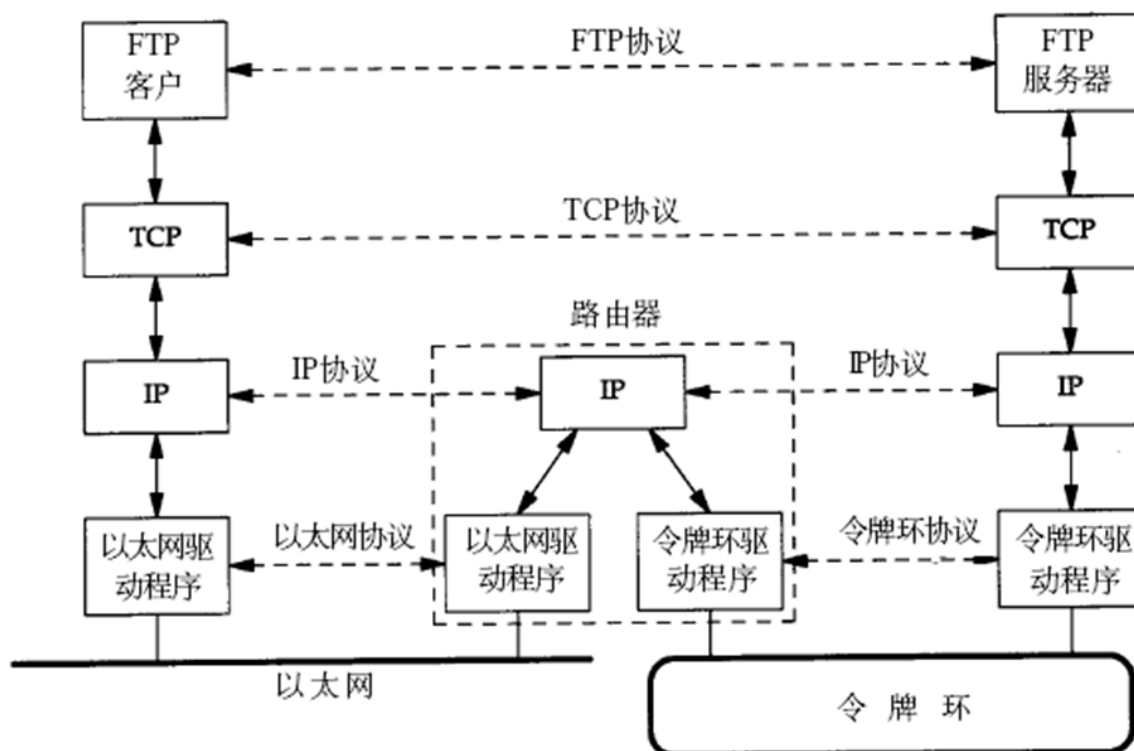 FTP
客户
FTP协议
FTP
服务器
TCP
TCP协议
TCP
路由器
IP
IP协议
IP
IP协议
IP
以太网驱
动程序
以太网协议
以太网驱
动程序
令牌环驱
动程序
令牌环协议
令牌环驱
动程序
以太网
令牌环